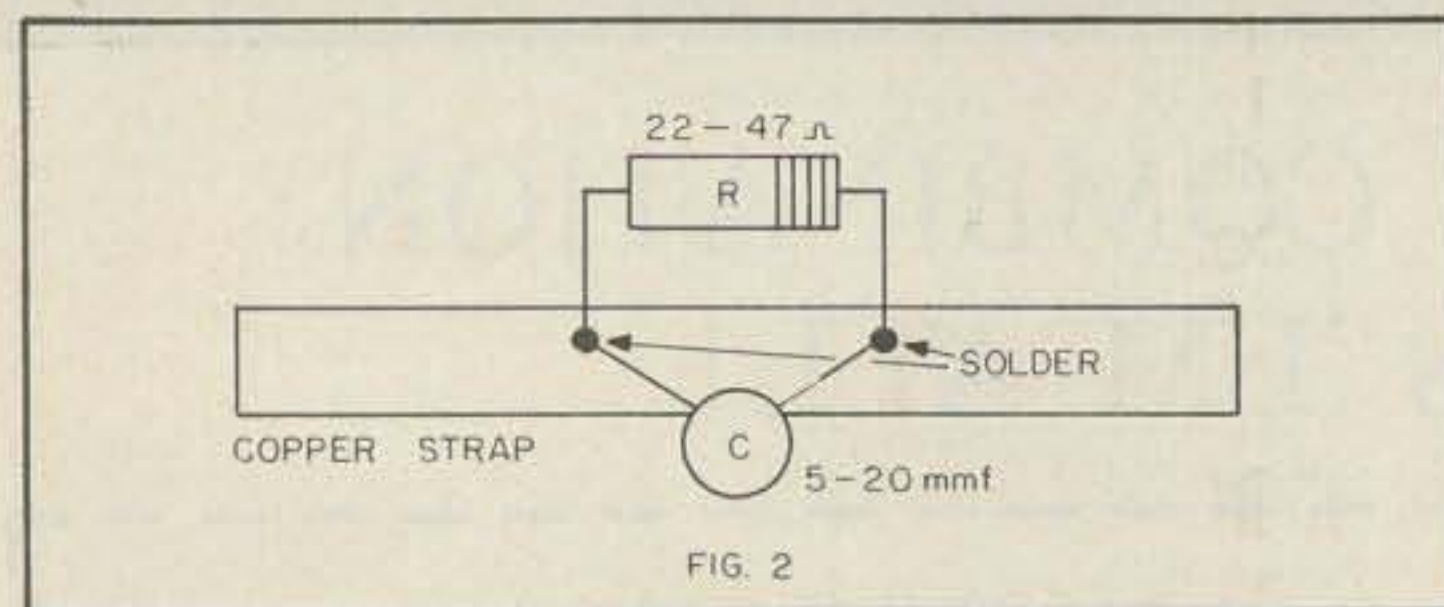 22 – 47 Ω
R
SOLDER
COPPER STRAP
C
5 – 20 mmf
FIG. 2